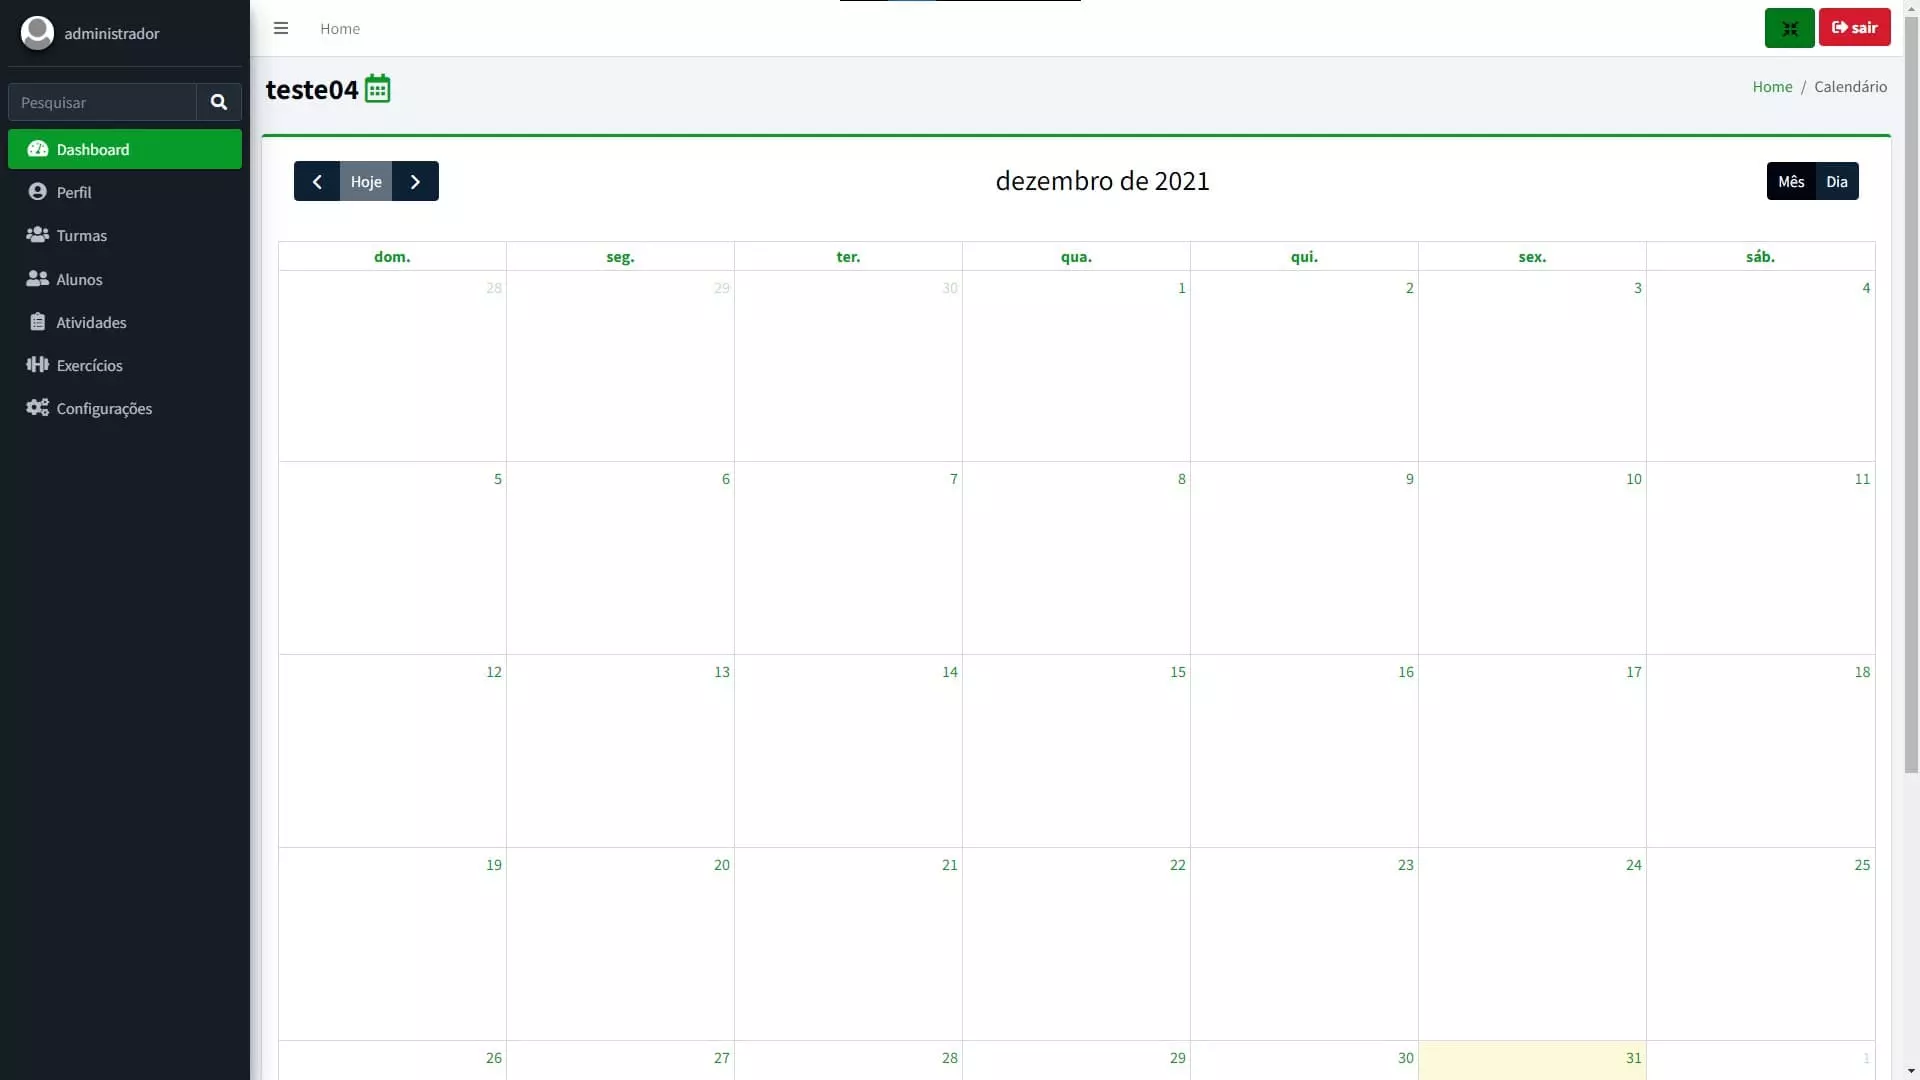 administrador
Home
sair
Pesquisar
teste04
Home / Calendário
Dashboard
Perfil
Turmas
Alunos
Atividades
Exercícios
Configurações
Hoje
dezembro de 2021
Mês Dia
dom. seg. ter. qua. qui. sex. sáb.
28 29 30 1 2 3 4
5 6 7 8 9 10 11
12 13 14 15 16 17 18
19 20 21 22 23 24 25
26 27 28 29 30 31 1